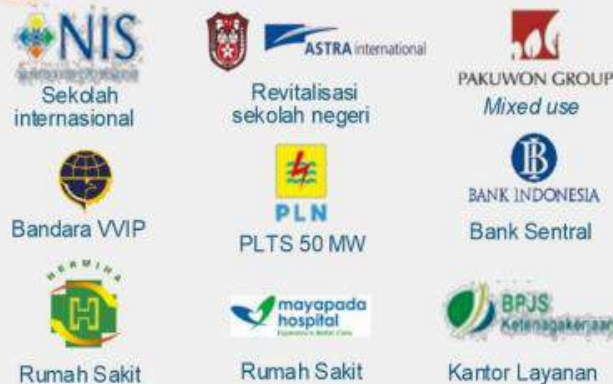 NIS
Sekolah
internasional
ASTRA international
Revitalisasi
sekolah negeri
PAKUWON GROUP
Mixed use
Bandara VVIP
PLN
PLTS 50 MW
BANK INDONESIA
Bank Sentral
HERMINA
H
Rumah Sakit
mayapada
hospital
Rumah Sakit
BPJS
Ketenagakerjaan
Kantor Layanan